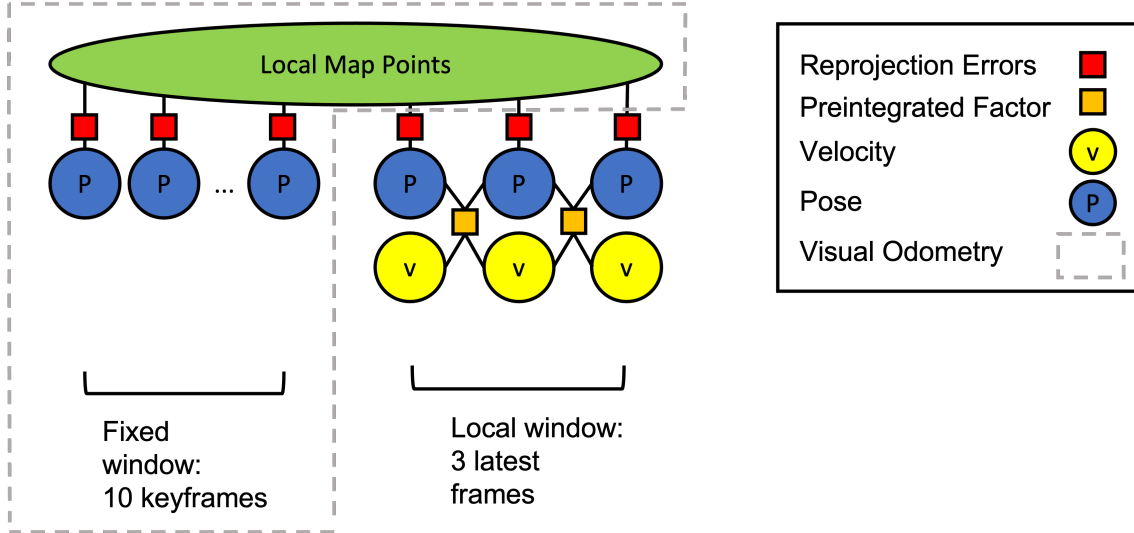 Local Map Points
P P ... P P P P
v v v
Fixed
window:
10 keyframes
Local window:
3 latest
frames
Reprojection Errors
Preintegrated Factor
Velocity v
Pose P
Visual Odometry